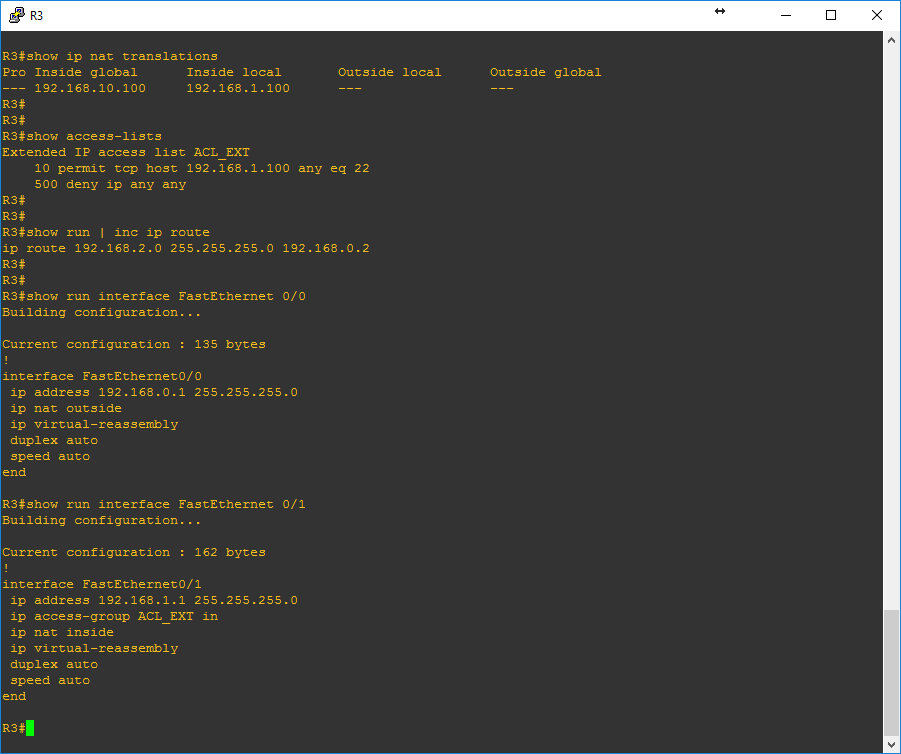 R3
R3#show ip nat translations
Pro Inside global      Inside local       Outside local      Outside global
--- 192.168.10.100     192.168.1.100      ---                ---
R3#
R3#
R3#show access-lists
Extended IP access list ACL_EXT
    10 permit tcp host 192.168.1.100 any eq 22
    500 deny ip any any
R3#
R3#
R3#show run | inc ip route
ip route 192.168.2.0 255.255.255.0 192.168.0.2
R3#
R3#
R3#show run interface FastEthernet 0/0
Building configuration...
Current configuration : 135 bytes
!
interface FastEthernet0/0
 ip address 192.168.0.1 255.255.255.0
 ip nat outside
 ip virtual-reassembly
 duplex auto
 speed auto
end
R3#show run interface FastEthernet 0/1
Building configuration...
Current configuration : 162 bytes
!
interface FastEthernet0/1
 ip address 192.168.1.1 255.255.255.0
 ip access-group ACL_EXT in
 ip nat inside
 ip virtual-reassembly
 duplex auto
 speed auto
end
R3#